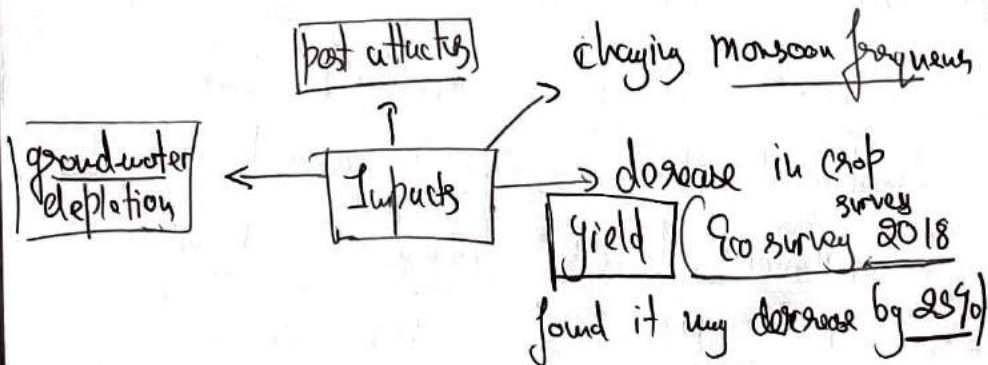 pest attacks
chaging monsoon frequency
groundwater
depletion
Impacts
decrease in crop
survey
yield (Eco survey 2018
found it may decrease by 25%)